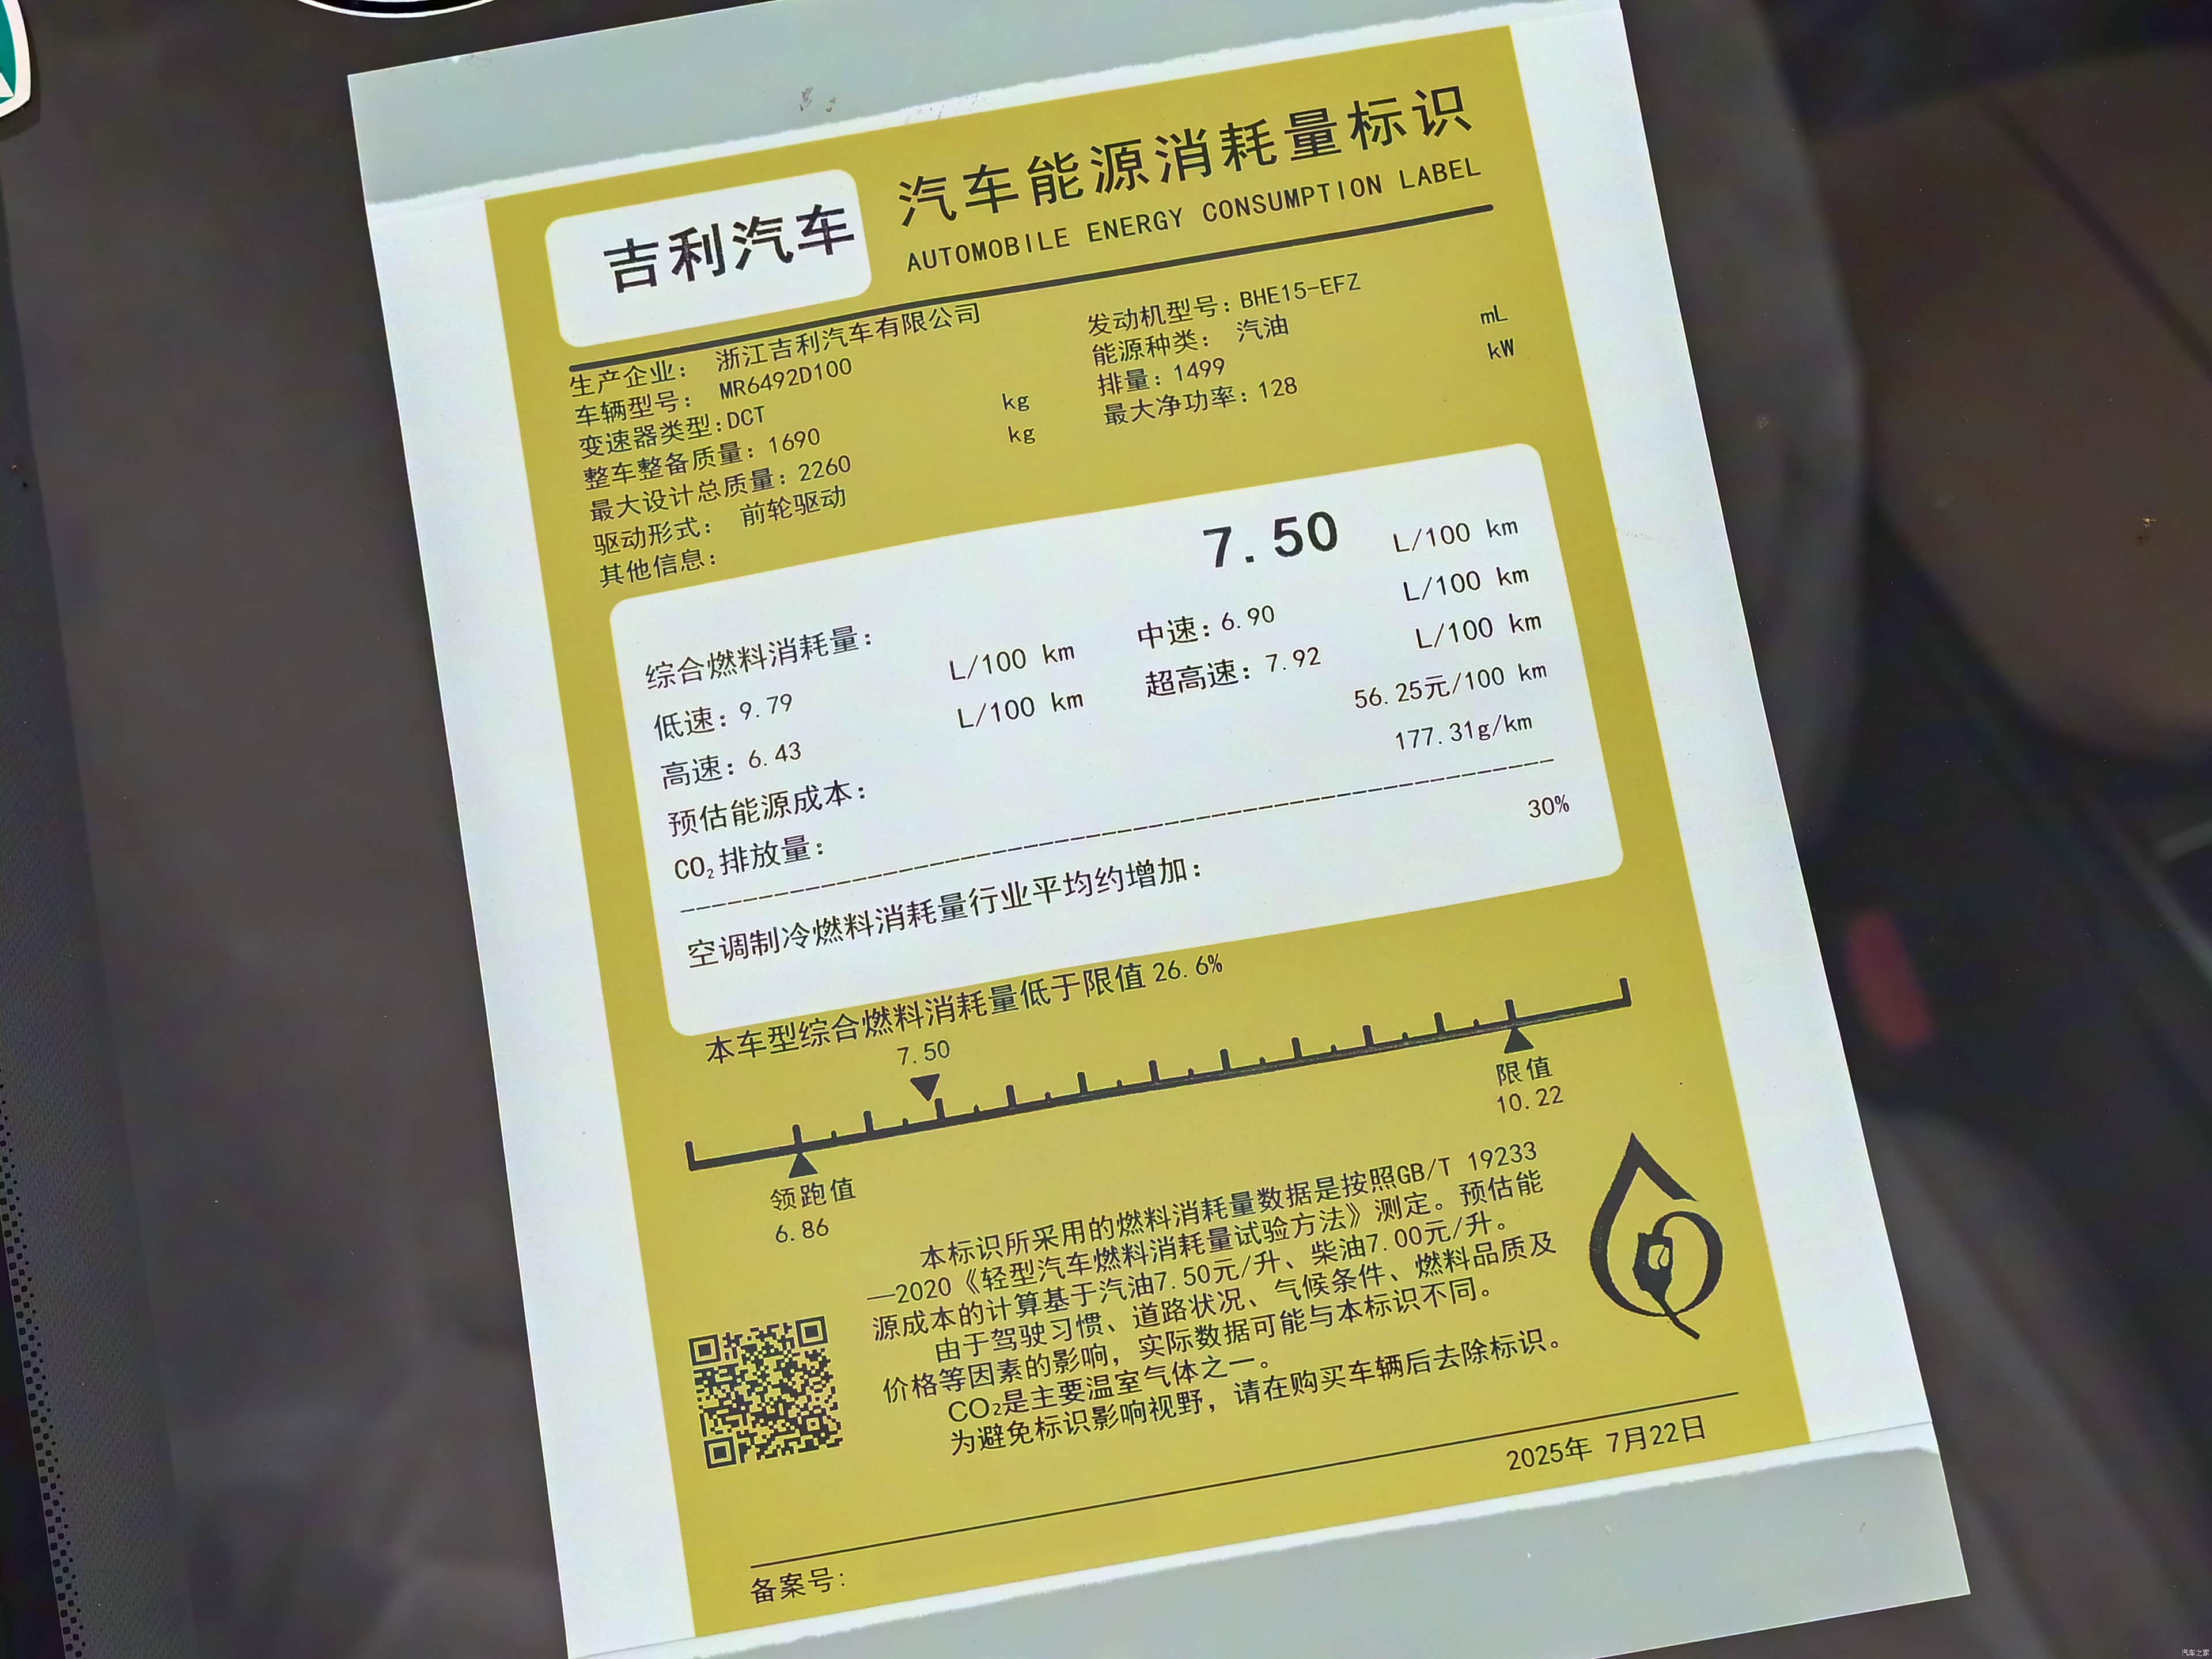 吉利汽车
汽车能源消耗量标识
AUTOMOBILE ENERGY CONSUMPTION LABEL
生产企业： 浙江吉利汽车有限公司
车辆型号： MR6492D100
变速器类型:DCT
整车整备质量：1690 kg
最大设计总质量：2260 kg
驱动形式： 前轮驱动
其他信息：
发动机型号：BHE15-EFZ
能源种类： 汽油
排量：1499 mL
最大净功率：128 kW
综合燃料消耗量： 7.50 L/100 km
低速：9.79 L/100 km 中速：6.90 L/100 km
高速：6.43 L/100 km 超高速：7.92 L/100 km
预估能源成本： 56.25元/100 km
CO₂排放量： 177.31g/km
空调制冷燃料消耗量行业平均约增加： 30%
本车型综合燃料消耗量低于限值 26.6%
7.50
领跑值
6.86
限值
10.22
本标识所采用的燃料消耗量数据是按照GB/T 19233
—2020《轻型汽车燃料消耗量试验方法》测定。预估能
源成本的计算基于汽油7.50元/升、柴油7.00元/升。
由于驾驶习惯、道路状况、气候条件、燃料品质及
价格等因素的影响，实际数据可能与本标识不同。
CO₂是主要温室气体之一。
为避免标识影响视野，请在购买车辆后去除标识。
2025年 7月22日
备案号：
汽车之家